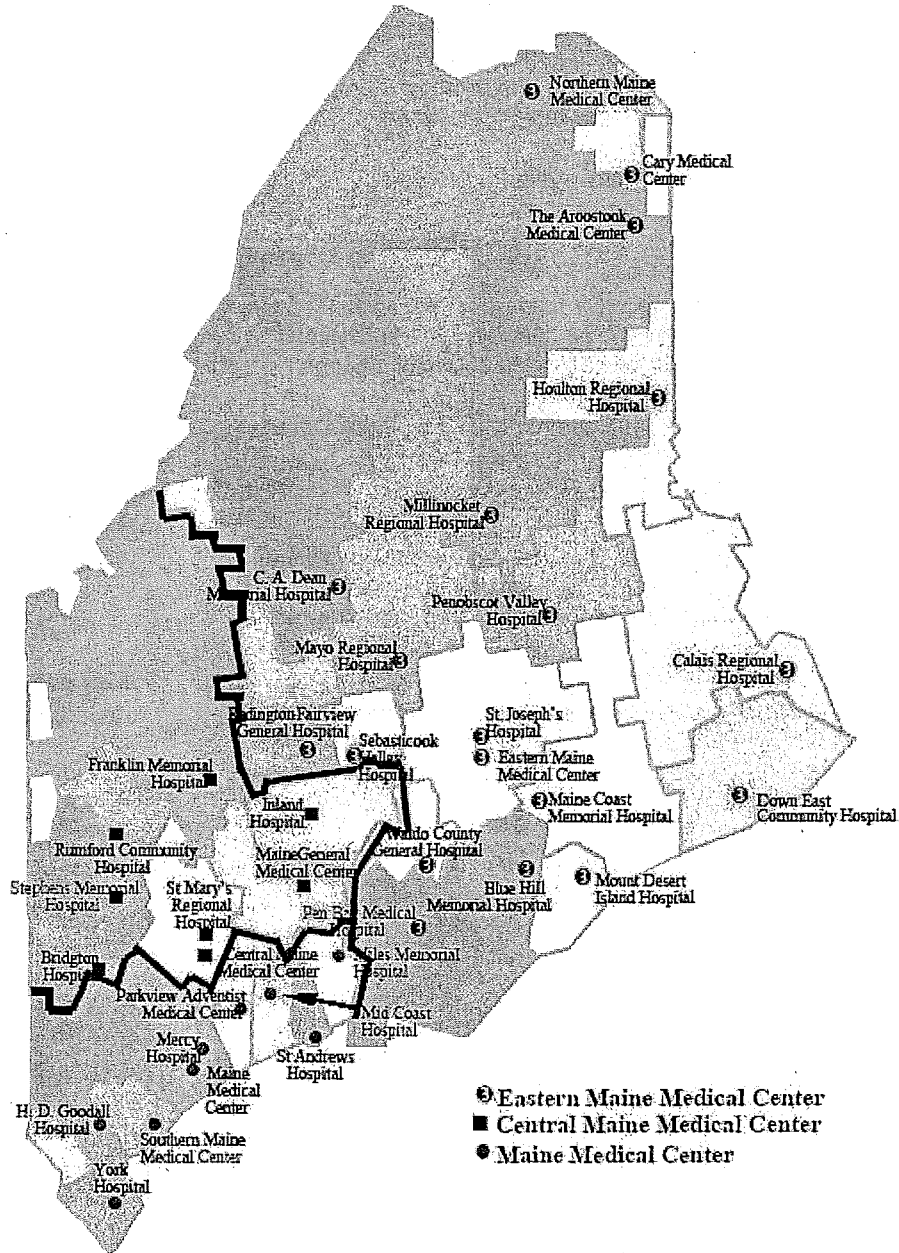 Northern Maine
Medical Center
Cary Medical
Center
The Aroostook
Medical Center
Houlton Regional
Hospital
Millinocket
Regional Hospital
C. A. Dean
Hospital
Penobscot Valley
Hospital
Mayo Regional
Hospital
Calais Regional
Hospital
General Hospital
St. Joseph's
Hospital
Sebasticook
Valley
Hospital
Eastern Maine
Medical Center
Franklin Memorial
Hospital
Maine Coast
Memorial Hospital
Down East
Community Hospital
Inland
Hospital
Waldo County
General Hospital
Rumford Community
Hospital
MaineGeneral
Medical Center
Stephens Memorial
Hospital
St Mary's
Regional
Hospital
Blue Hill
Memorial Hospital
Mount Desert
Island Hospital
Pen Bay Medical
Hospital
Bridgton
Hospital
Central Maine
Medical Center
Miles Memorial
Hospital
Parkview Adventist
Medical Center
Mid Coast
Hospital
Mercy
Hospital
St Andrews
Hospital
Maine
Medical
Center
H. D. Goodall
Hospital
Southern Maine
Medical Center
York
Hospital
3 Eastern Maine Medical Center
Central Maine Medical Center
Maine Medical Center